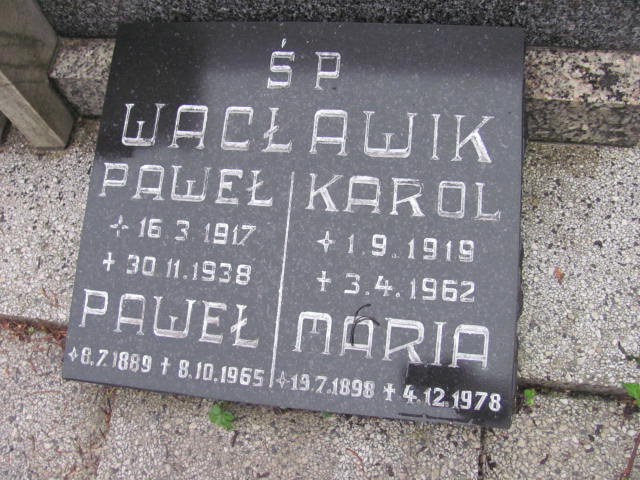 ŚP
WACŁAWIK
PAWEŁ
✧ 16.3.1917
✝ 30.11.1938
PAWEŁ
✧ 8.7.1889 ✝ 8.10.1965
KAROL
✧ 1.9.1919
✝ 3.4.1962
MARIA
✧ 19.7.1898 ✝ 4.12.1978